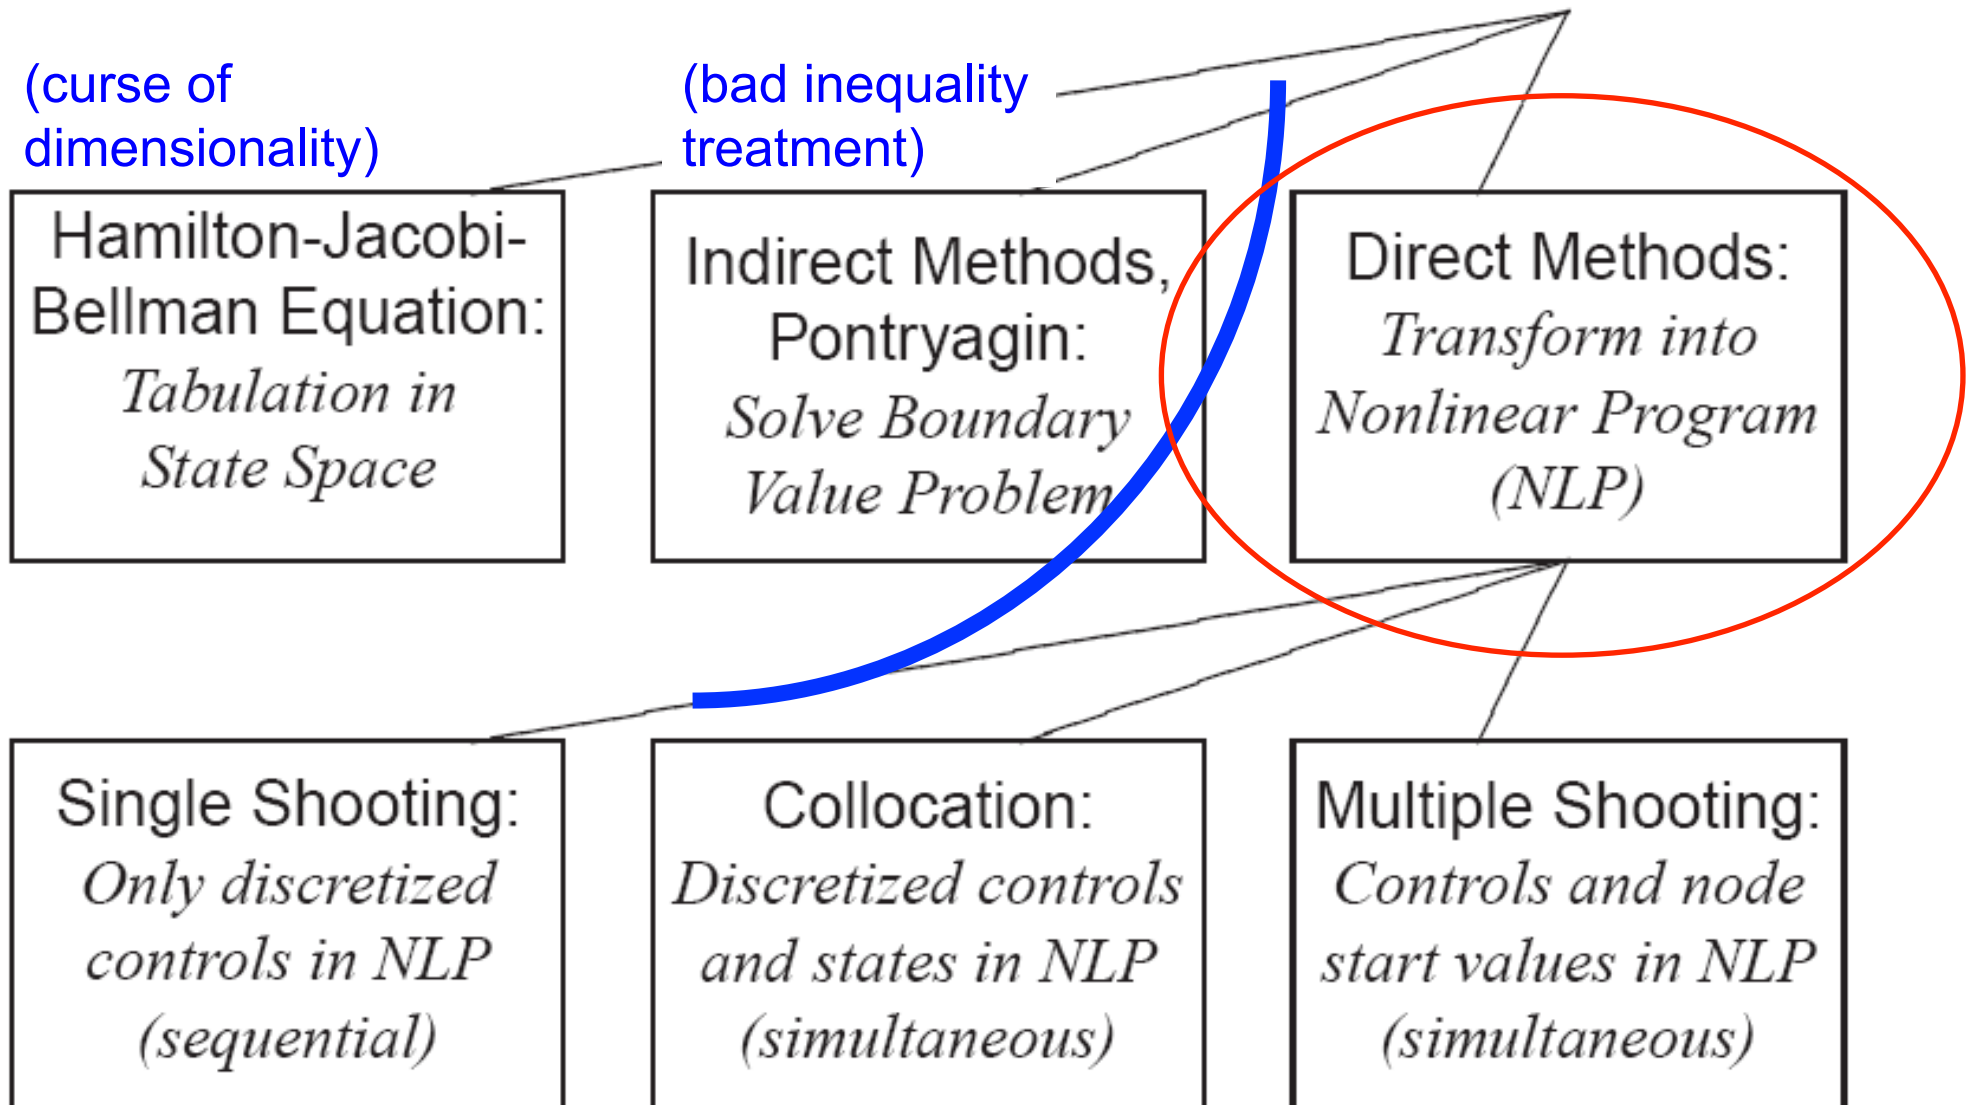 (curse of
dimensionality)
(bad inequality
treatment)
Hamilton-Jacobi-
Bellman Equation:
Tabulation in
State Space
Indirect Methods,
Pontryagin:
Solve Boundary
Value Problem
Direct Methods:
Transform into
Nonlinear Program
(NLP)
Single Shooting:
Only discretized
controls in NLP
(sequential)
Collocation:
Discretized controls
and states in NLP
(simultaneous)
Multiple Shooting:
Controls and node
start values in NLP
(simultaneous)